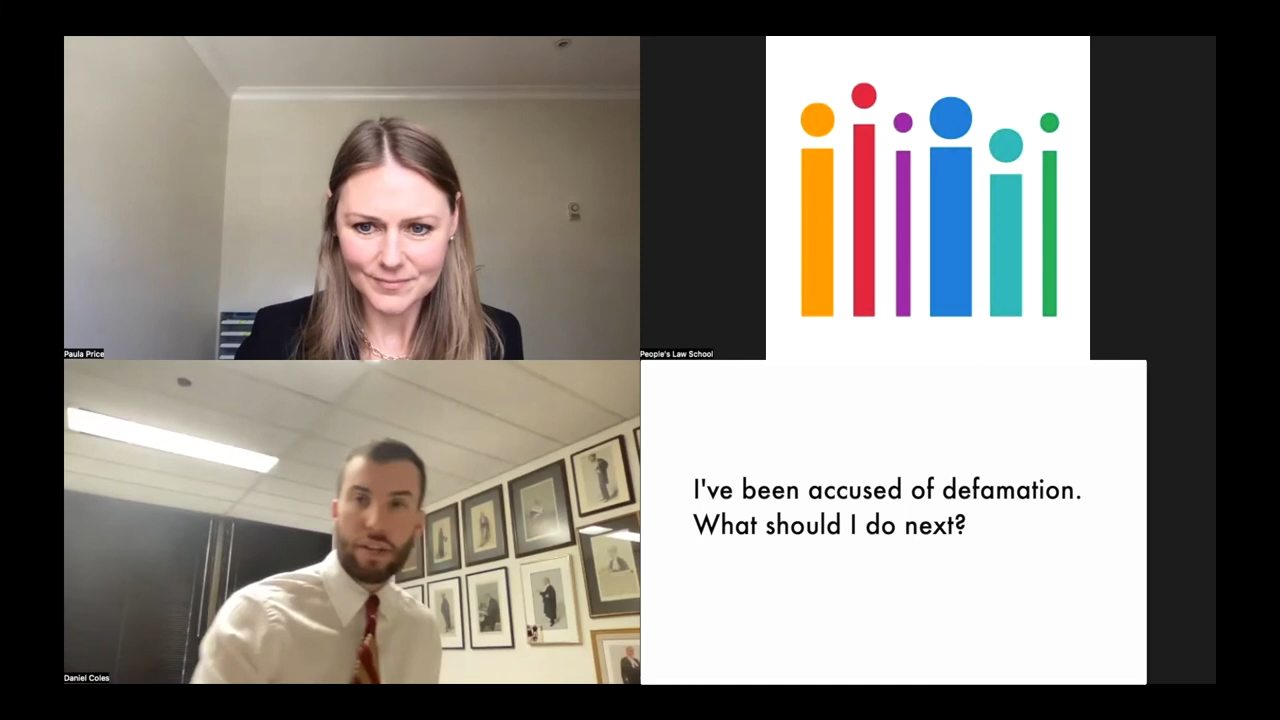 Paula Price
People's Law School
Daniel Coles
I've been accused of defamation.
What should I do next?